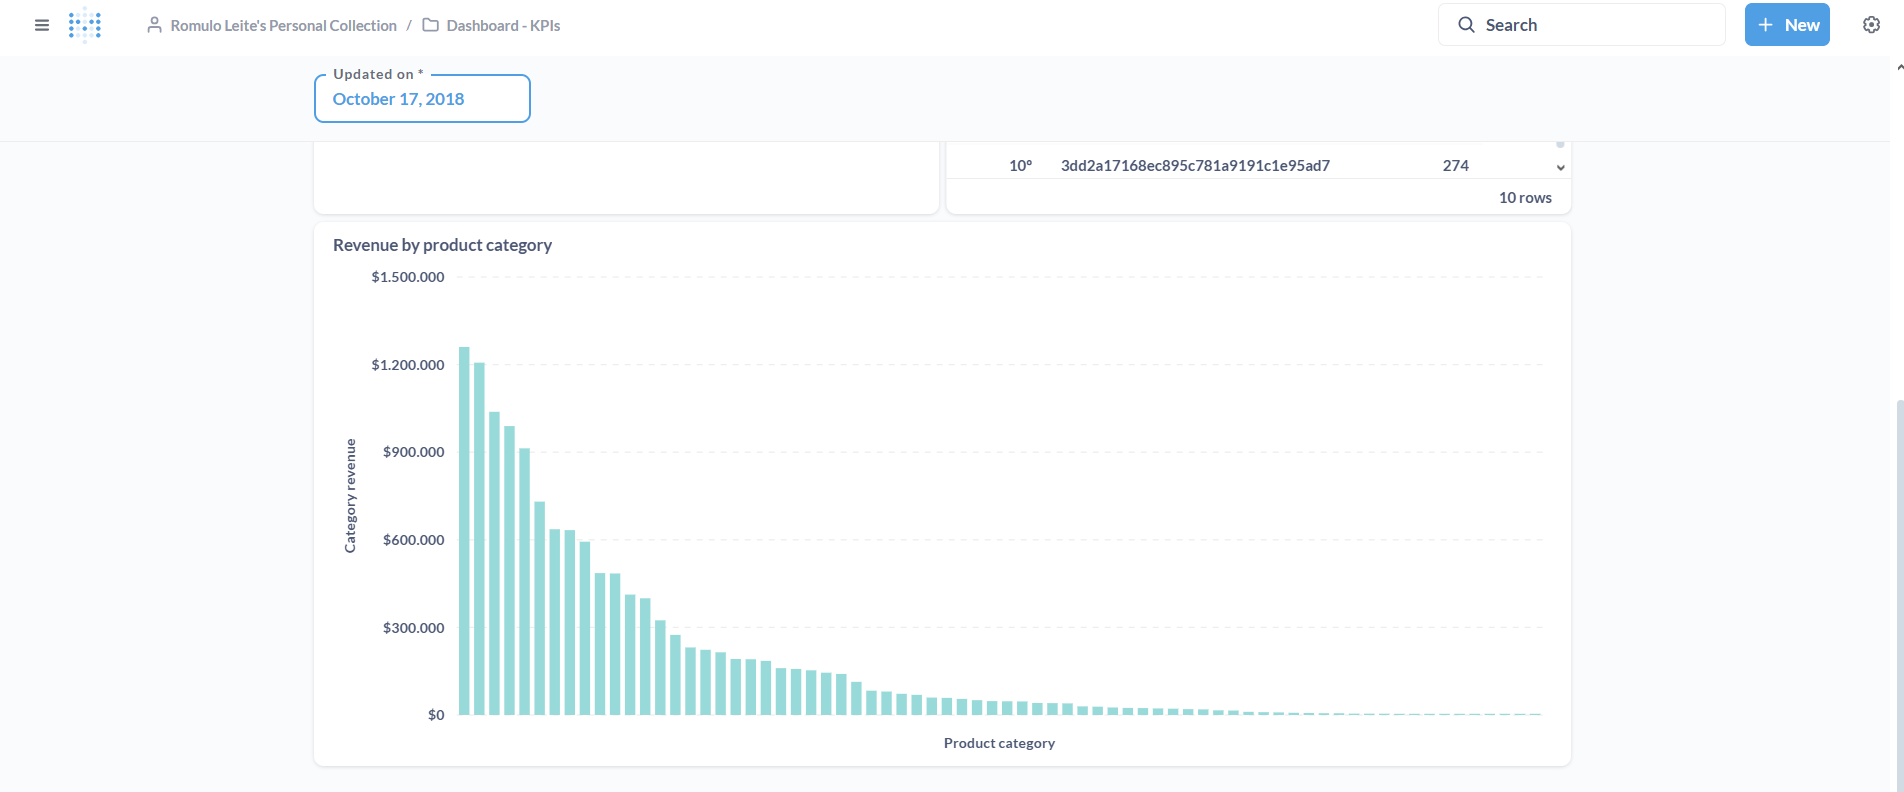 Romulo Leite's Personal Collection / Dashboard - KPIs
Search
New
Updated on *
October 17, 2018
10º 3dd2a17168ec895c781a9191c1e95ad7 274
10 rows
Revenue by product category
$1.500.000
$1.200.000
$900.000
$600.000
$300.000
$0
Category revenue
Product category